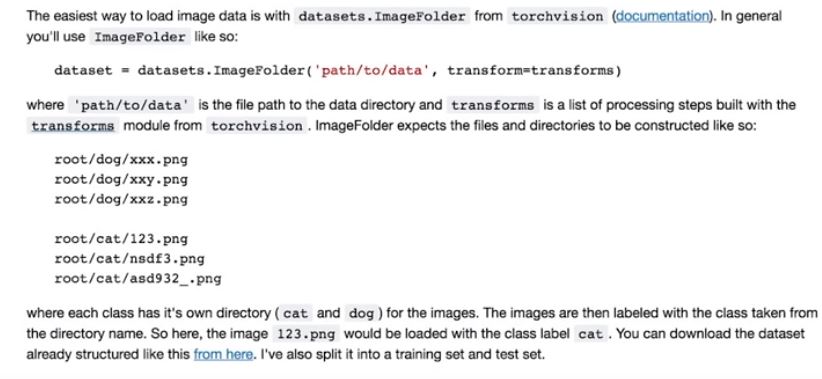 The easiest way to load image data is with datasets.ImageFolder from torchvision (documentation). In general
you'll use ImageFolder like so:
dataset = datasets.ImageFolder('path/to/data', transform=transforms)
where 'path/to/data' is the file path to the data directory and transforms is a list of processing steps built with the
transforms module from torchvision . ImageFolder expects the files and directories to be constructed like so:
root/dog/xxx.png
root/dog/xxy.png
root/dog/xxz.png
root/cat/123.png
root/cat/nsdf3.png
root/cat/asd932_.png
where each class has it's own directory ( cat and dog ) for the images. The images are then labeled with the class taken from
the directory name. So here, the image 123.png would be loaded with the class label cat . You can download the dataset
already structured like this from here. I've also split it into a training set and test set.